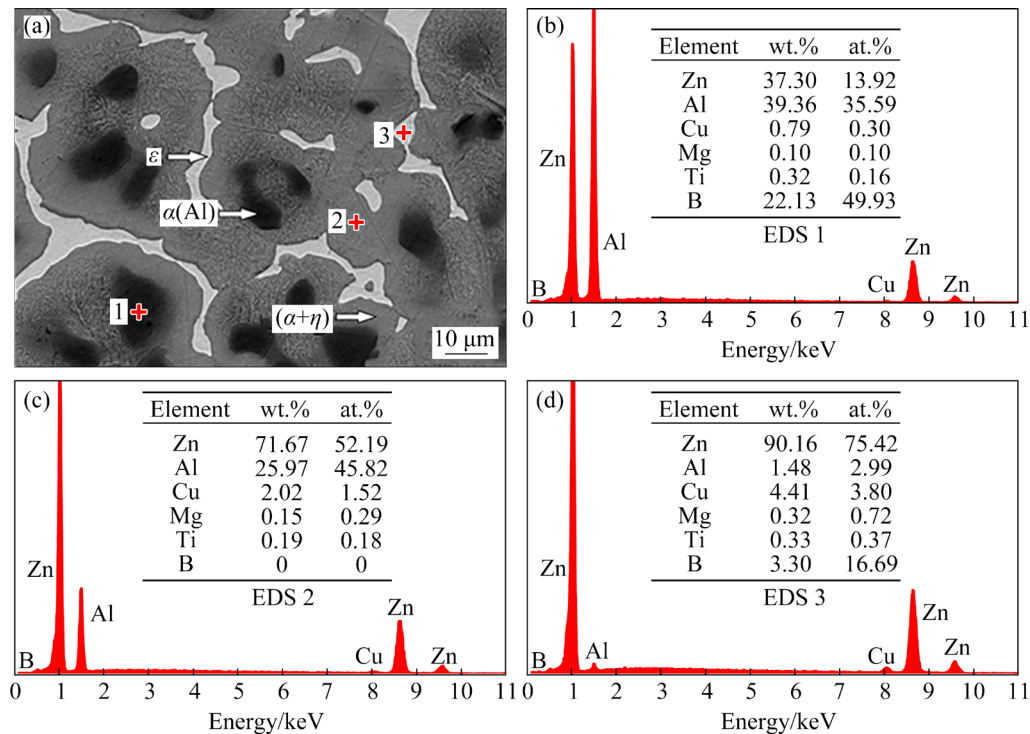 (a)
3
ε
α(Al)
2
1
(α+η)
10 μm
(b)
Element wt.% at.%
Zn 37.30 13.92
Al 39.36 35.59
Cu 0.79 0.30
Mg 0.10 0.10
Ti 0.32 0.16
B 22.13 49.93
EDS 1
Zn
Al
Zn
B
Cu
Zn
0 1 2 3 4 5 6 7 8 9 10 11
Energy/keV
(c)
Element wt.% at.%
Zn 71.67 52.19
Al 25.97 45.82
Cu 2.02 1.52
Mg 0.15 0.29
Ti 0.19 0.18
B 0 0
EDS 2
Zn
Al
Zn
B
Cu
Zn
0 1 2 3 4 5 6 7 8 9 10 11
Energy/keV
(d)
Element wt.% at.%
Zn 90.16 75.42
Al 1.48 2.99
Cu 4.41 3.80
Mg 0.32 0.72
Ti 0.33 0.37
B 3.30 16.69
EDS 3
Zn
Zn
B
Al
Cu
Zn
0 1 2 3 4 5 6 7 8 9 10 11
Energy/keV